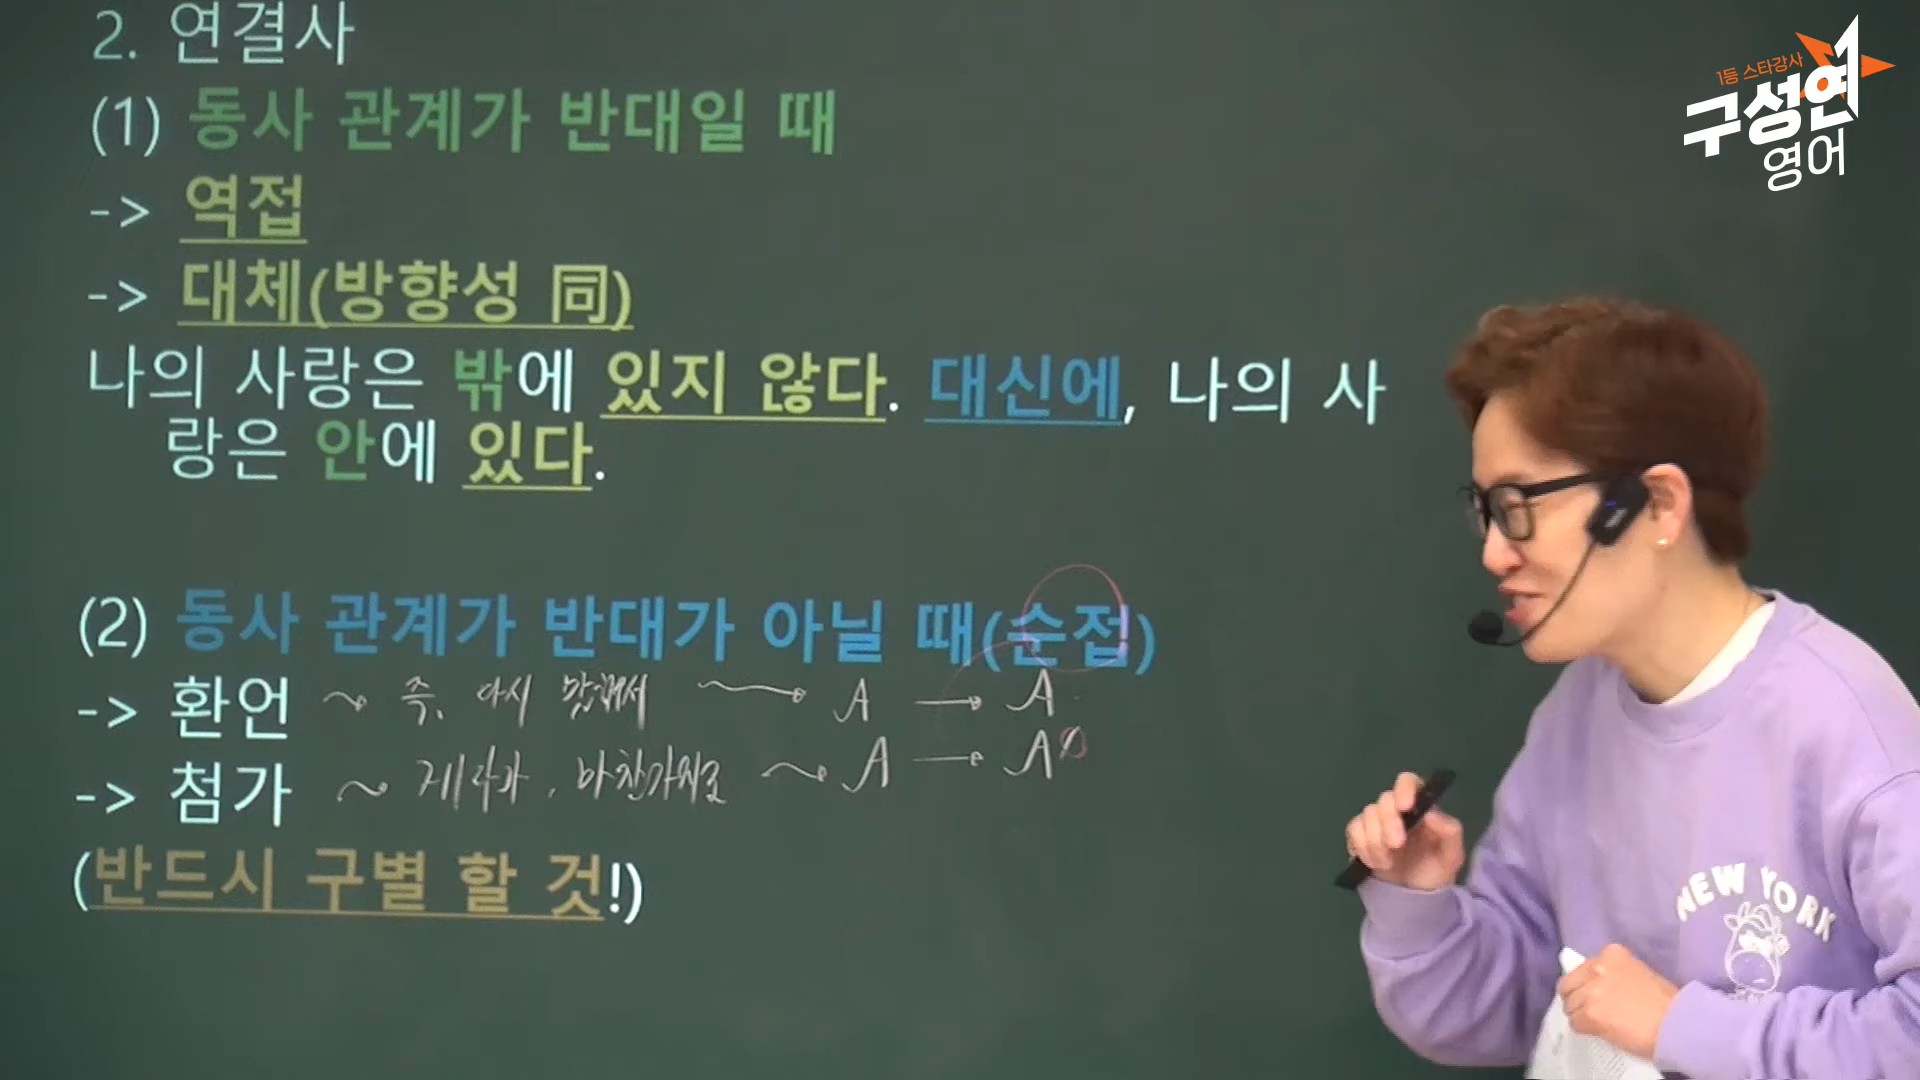 2. 연결사
(1) 동사 관계가 반대일 때
-> 역접
-> 대체(방향성 同)
나의 사랑은 밖에 있지 않다. 대신에, 나의 사
랑은 안에 있다.
(2) 동사 관계가 반대가 아닐 때(순접)
-> 환언 ~> 즉, 다시 말해서 ~> A → A
-> 첨가 ~> 게다가, 마찬가지로 ~> A → A'
(반드시 구별 할 것!)
1등 스타강사
구성연
영어
NEW YORK